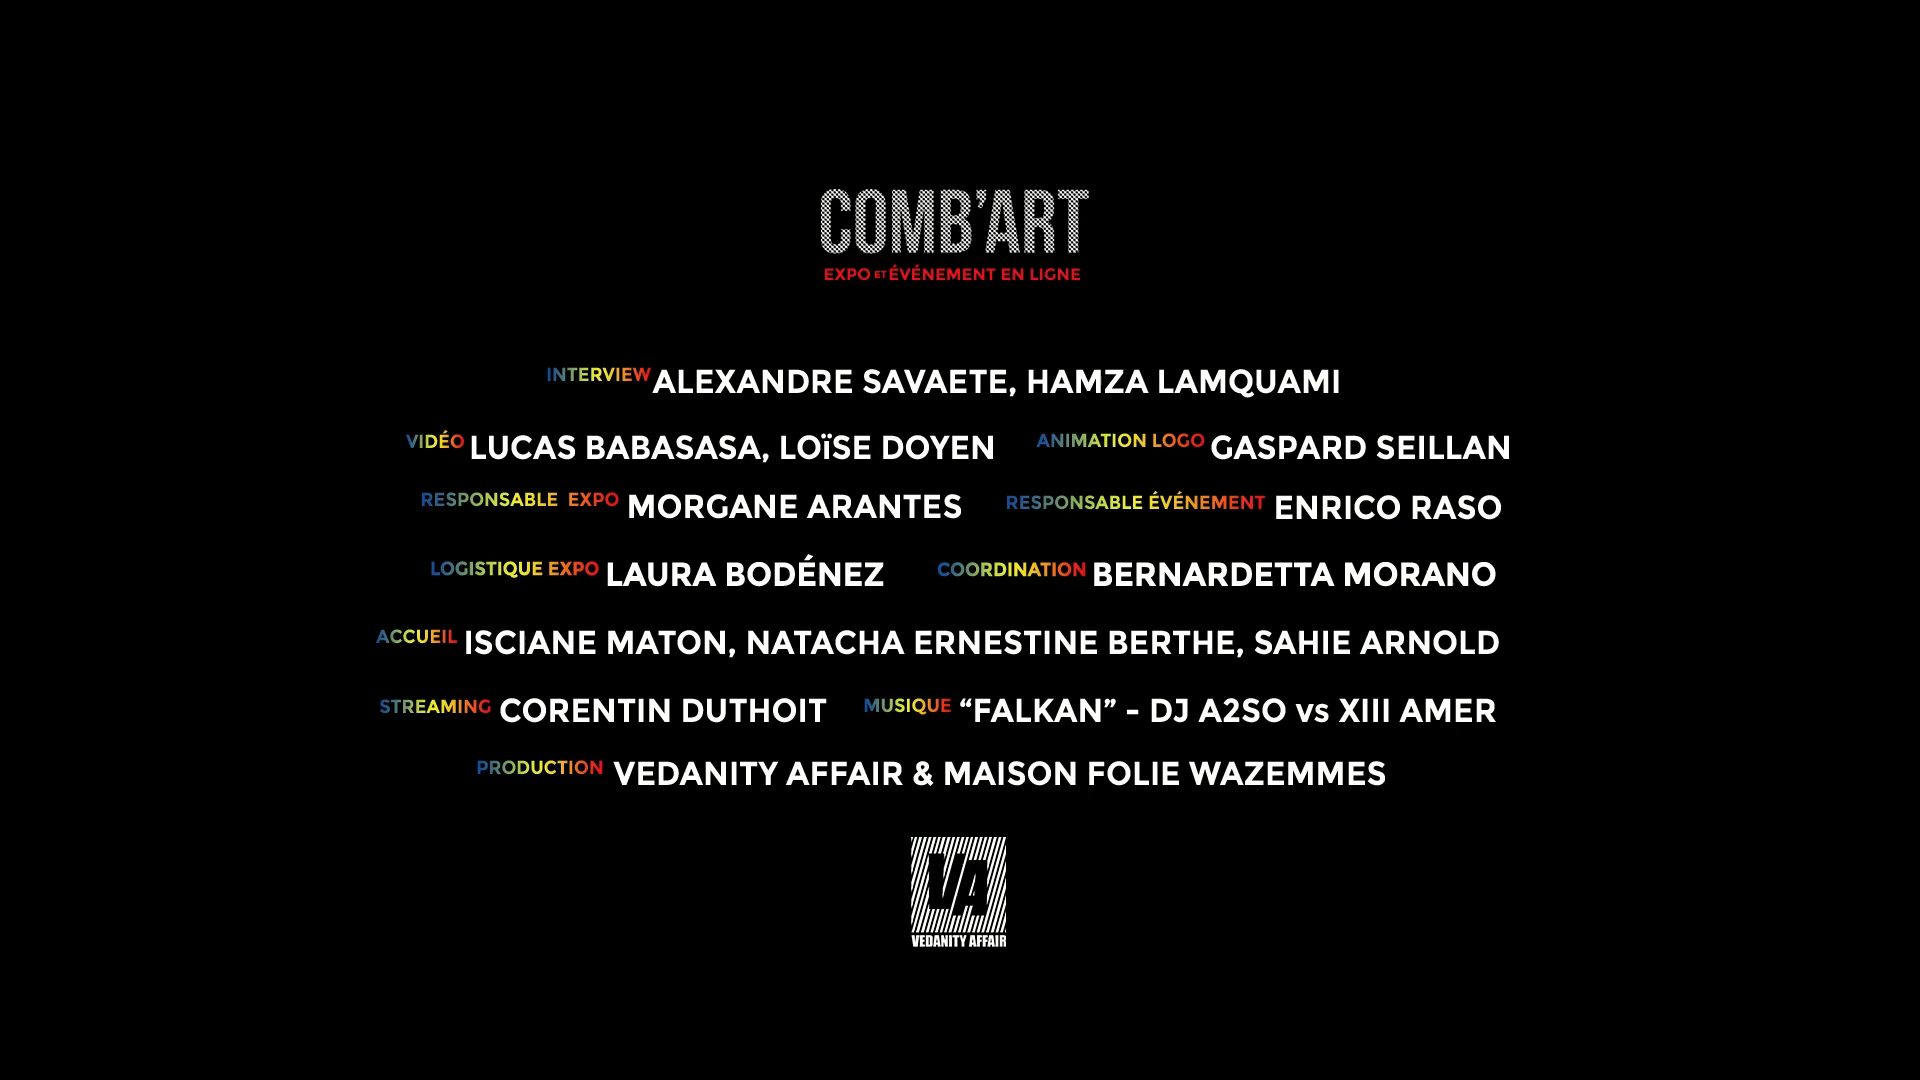 COMB'ART
EXPO ET ÉVÉNEMENT EN LIGNE
INTERVIEW ALEXANDRE SAVAETE, HAMZA LAMQUAMI
VIDÉO LUCAS BABASASA, LOïSE DOYEN ANIMATION LOGO GASPARD SEILLAN
RESPONSABLE EXPO MORGANE ARANTES RESPONSABLE ÉVÉNEMENT ENRICO RASO
LOGISTIQUE EXPO LAURA BODÉNEZ COORDINATION BERNARDETTA MORANO
ACCUEIL ISCIANE MATON, NATACHA ERNESTINE BERTHE, SAHIE ARNOLD
STREAMING CORENTIN DUTHOIT MUSIQUE “FALKAN” - DJ A2SO vs XIII AMER
PRODUCTION VEDANITY AFFAIR & MAISON FOLIE WAZEMMES
VA
VEDANITY AFFAIR